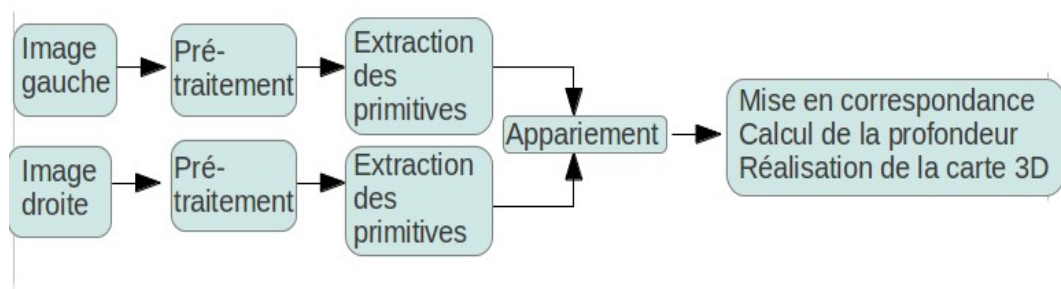 Image
gauche
Pré-
traitement
Extraction
des
primitives
Image
droite
Pré-
traitement
Extraction
des
primitives
Appariement
Mise en correspondance
Calcul de la profondeur
Réalisation de la carte 3D